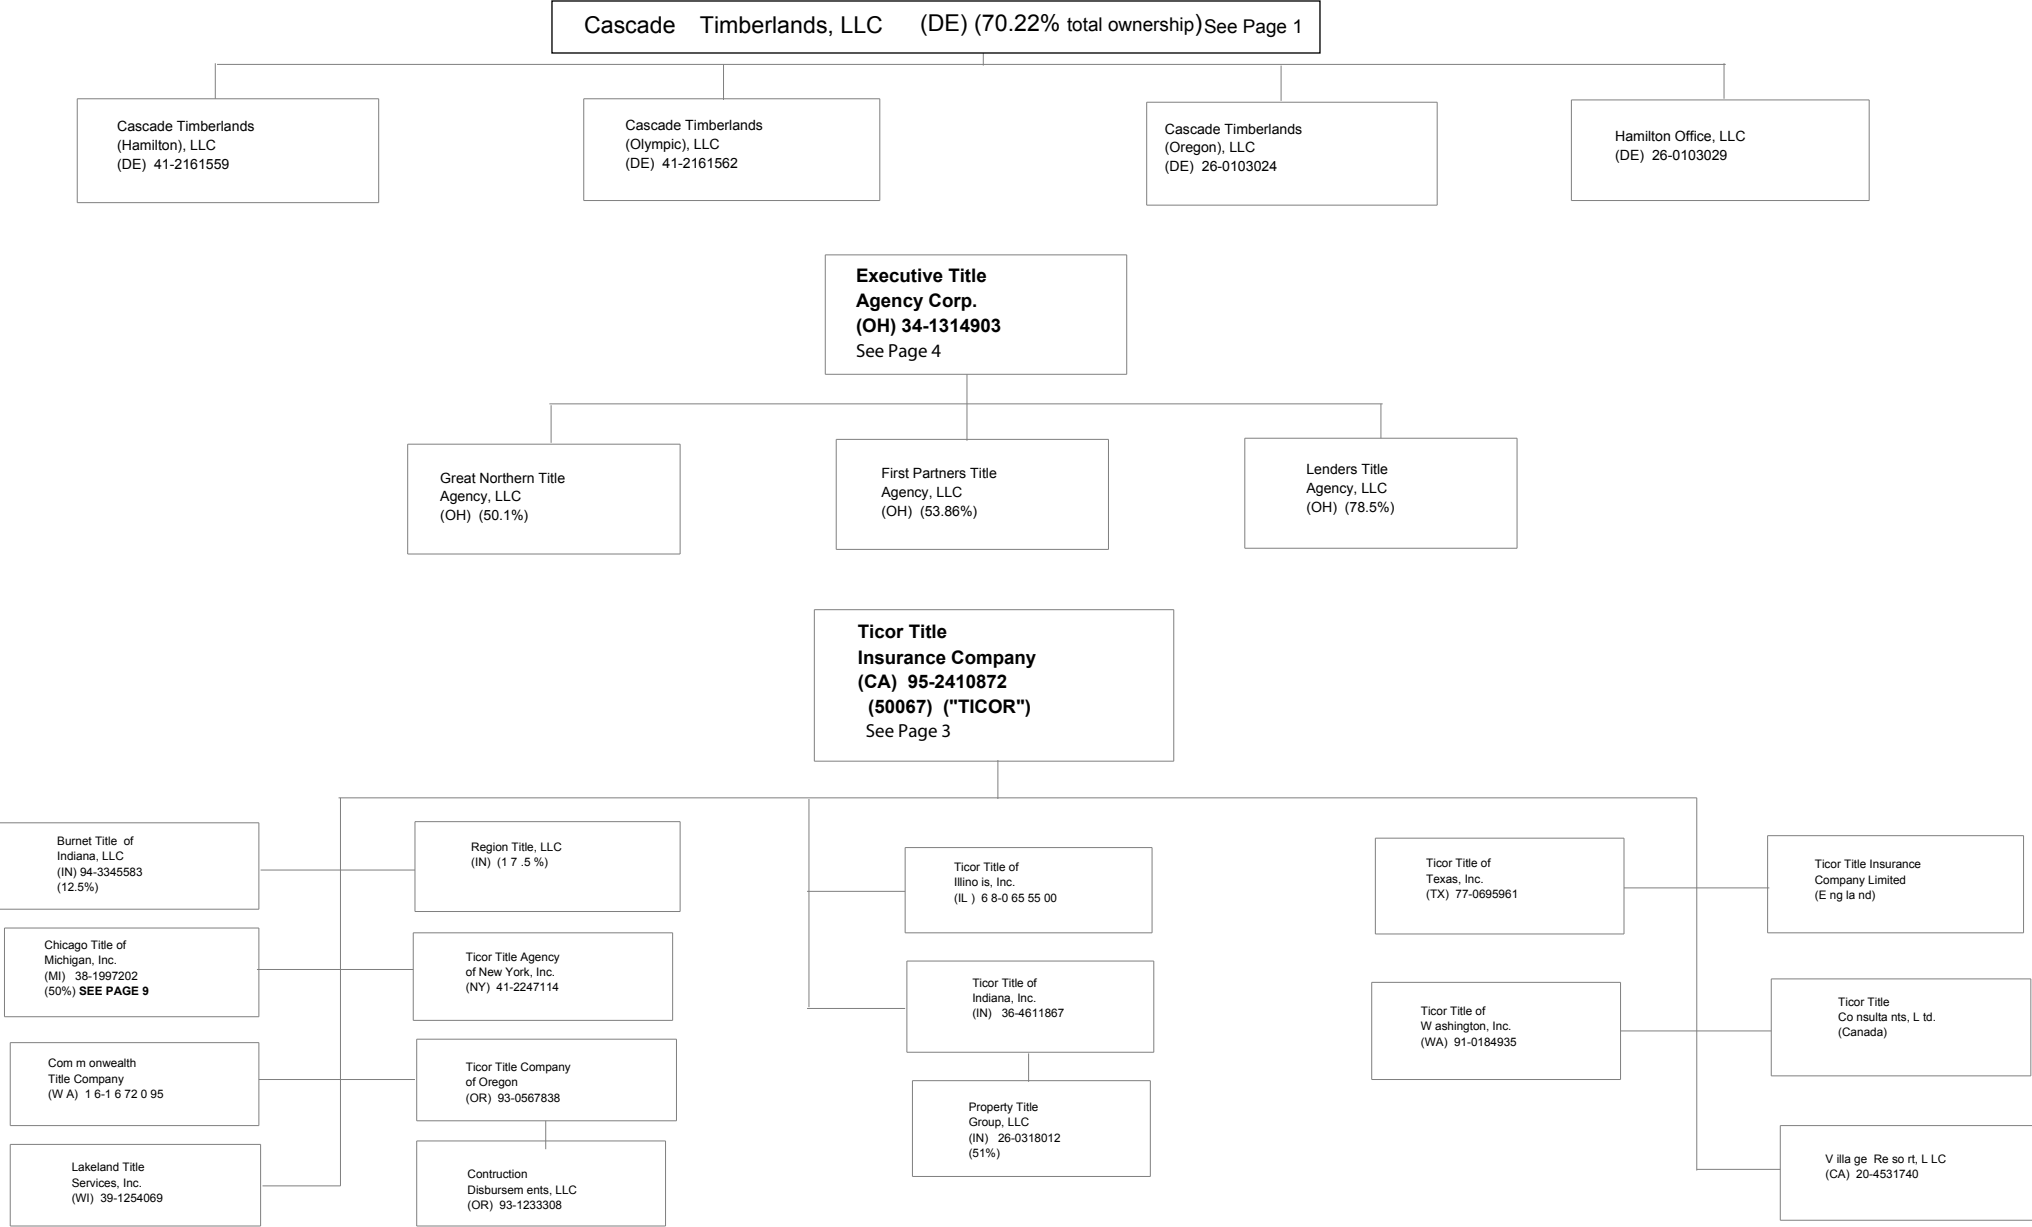 Cascade Timberlands, LLC (DE) (70.22% total ownership) See Page 1
Cascade Timberlands
(Hamilton), LLC
(DE) 41-2161559
Cascade Timberlands
(Olympic), LLC
(DE) 41-2161562
Cascade Timberlands
(Oregon), LLC
(DE) 26-0103024
Hamilton Office, LLC
(DE) 26-0103029
Executive Title
Agency Corp.
(OH) 34-1314903
See Page 4
Great Northern Title
Agency, LLC
(OH) (50.1%)
First Partners Title
Agency, LLC
(OH) (53.86%)
Lenders Title
Agency, LLC
(OH) (78.5%)
Ticor Title
Insurance Company
(CA) 95-2410872
(50067) ("TICOR")
See Page 3
Burnet Title of
Indiana, LLC
(IN) 94-3345583
(12.5%)
Region Title, LLC
(IN) (1 7 .5 %)
Chicago Title of
Michigan, Inc.
(MI) 38-1997202
(50%) SEE PAGE 9
Ticor Title Agency
of New York, Inc.
(NY) 41-2247114
Com m onwealth
Title Company
(W A) 1 6-1 6 72 0 95
Ticor Title Company
of Oregon
(OR) 93-0567838
Lakeland Title
Services, Inc.
(WI) 39-1254069
Contruction
Disbursem ents, LLC
(OR) 93-1233308
Ticor Title of
Illino is, Inc.
(IL ) 6 8-0 65 55 00
Ticor Title of
Indiana, Inc.
(IN) 36-4611867
Property Title
Group, LLC
(IN) 26-0318012
(51%)
Ticor Title of
Texas, Inc.
(TX) 77-0695961
Ticor Title Insurance
Company Limited
(E ng la nd)
Ticor Title of
W ashington, Inc.
(WA) 91-0184935
Ticor Title
Co nsulta nts, L td.
(Canada)
V illa ge Re so rt, L LC
(CA) 20-4531740